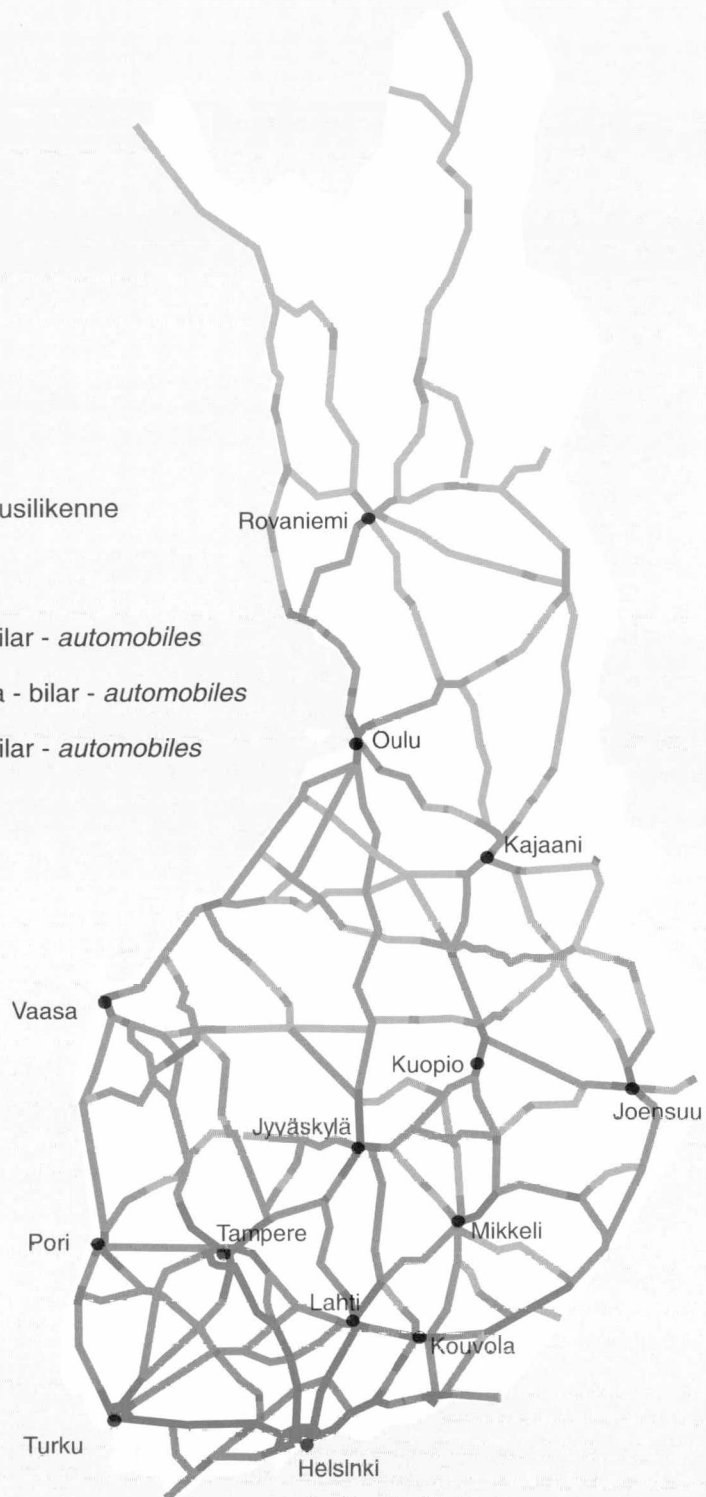 usilikenne
Rovaniemi
ilar - automobiles
a - bilar - automobiles
ilar - automobiles
Oulu
Kajaani
Vaasa
Kuopio
Joensuu
Jyväskylä
Pori
Tampere
Mikkeli
Lahti
Kouvola
Turku
Helsinki